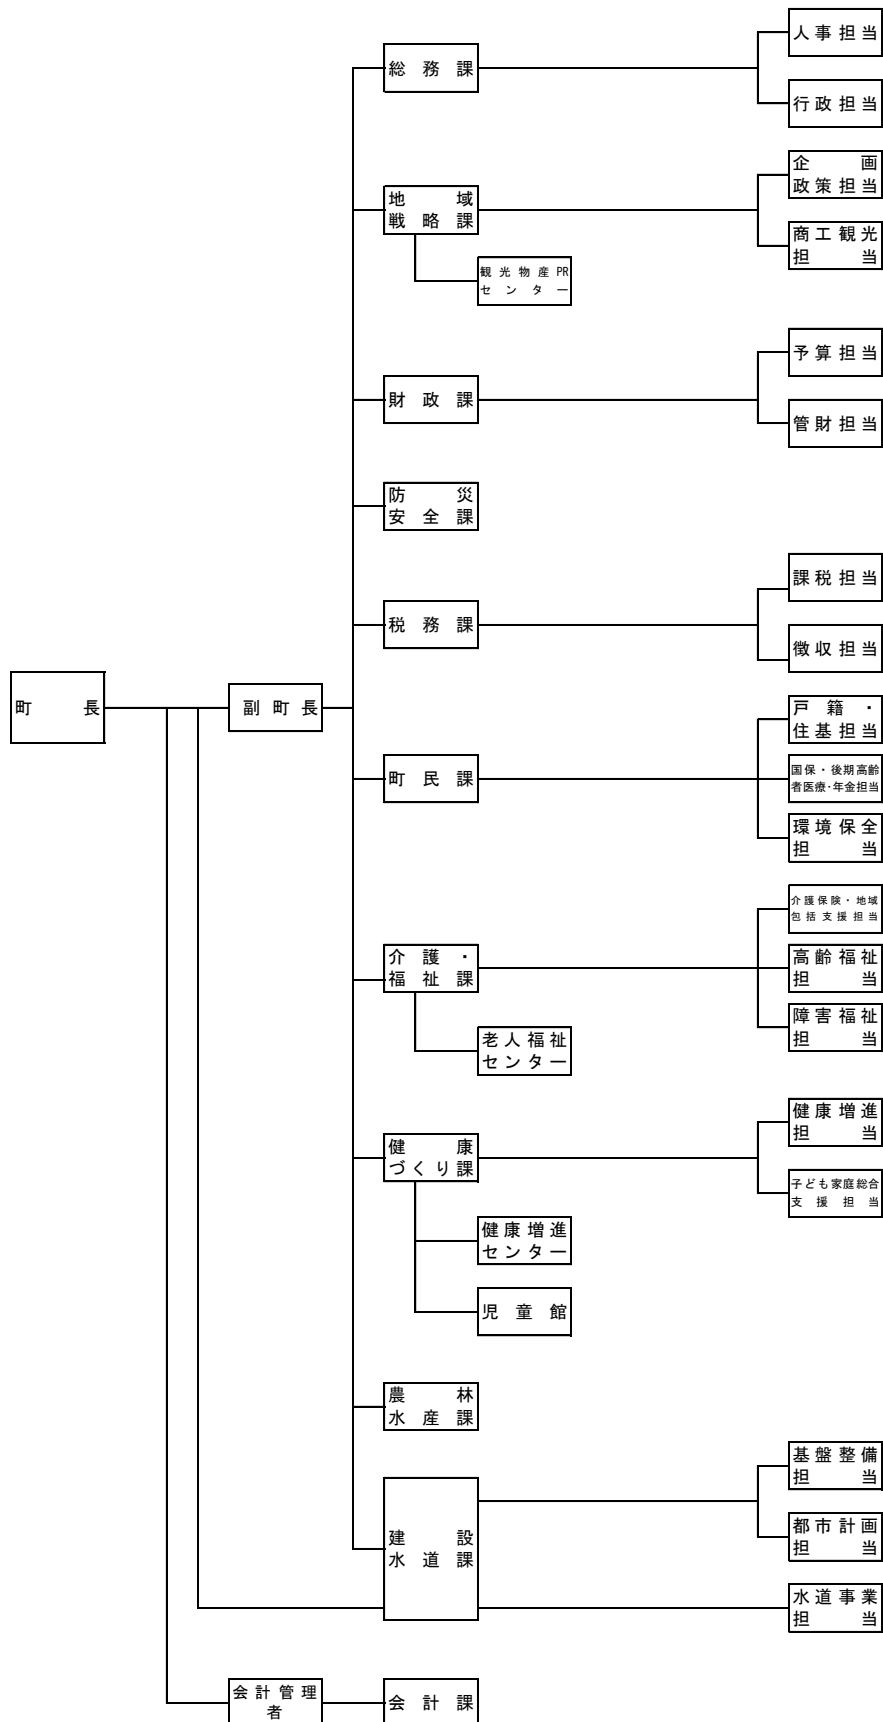 人事担当
総務課
行政担当
企画
政策担当
地域
戦略課
商工観光
担当
観光物産PR
センター
予算担当
財政課
管財担当
防災
安全課
課税担当
税務課
徴収担当
町長
副町長
戸籍・
住基担当
町民課
国保・後期高齢
者医療・年金担当
環境保全
担当
介護保険・地域
包括支援担当
介護・
福祉課
高齢福祉
担当
障害福祉
担当
老人福祉
センター
健康増進
担当
健康
づくり課
子ども家庭総合
支援担当
健康増進
センター
児童館
農林
水産課
基盤整備
担当
建設
水道課
都市計画
担当
水道事業
担当
会計管理
者
会計課